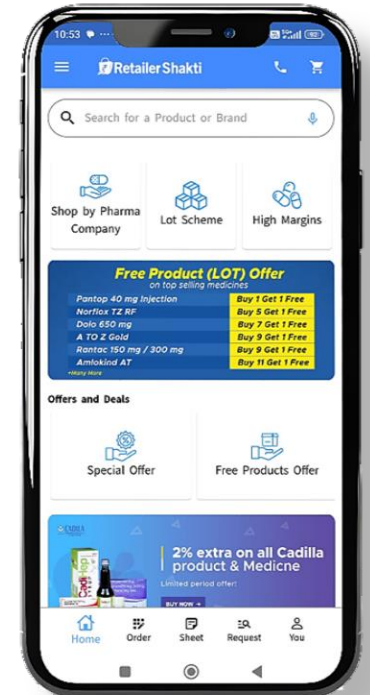 10:53
RetailerShakti
Search for a Product or Brand
Shop by Pharma
Company
Lot Scheme
High Margins
Free Product (LOT) Offer
on top selling medicines
Pantop 40 mg Injection Buy 1 Get 1 Free
Norflox TZ RF Buy 5 Get 1 Free
Dolo 650 mg Buy 7 Get 1 Free
A TO Z Gold Buy 9 Get 1 Free
Rantac 150 mg / 300 mg Buy 9 Get 1 Free
Amlokind AT Buy 11 Get 1 Free
+Many More
Offers and Deals
Special Offer
Free Products Offer
2% extra on all Cadilla
product & Medicne
Limited period offer!
BUY NOW
Home
Order
Sheet
Request
You